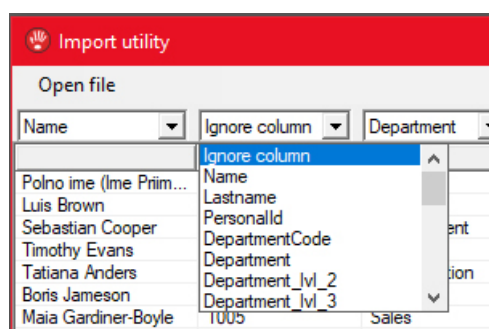 Import utility
Open file
Name Ignore column Department
Ignore column
Name
Lastname
PersonalId
DepartmentCode
Department
Department_lvl_2
Department_lvl_3
Polno ime (Ime Priim...
Luis Brown
Sebastian Cooper
Timothy Evans
Tatiana Anders
Boris Jameson
Maia Gardiner-Boyle 1005 Sales